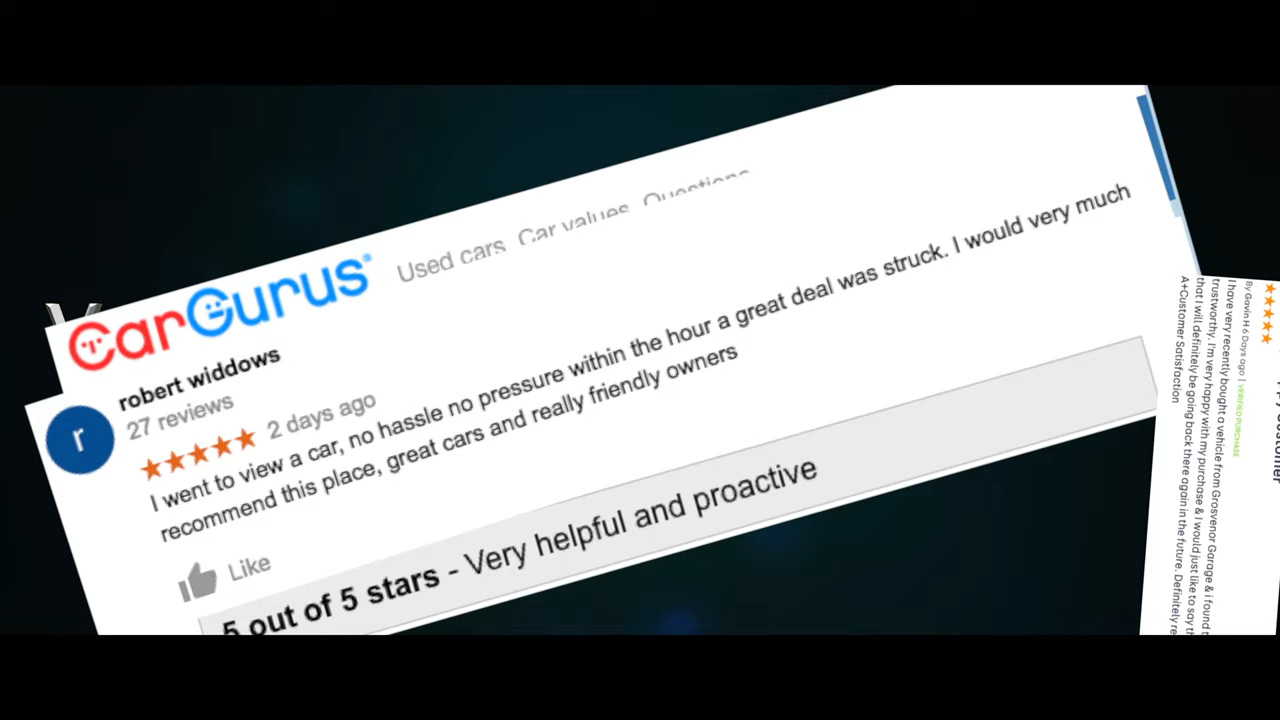 CarGurus
Used cars Car values Questions
robert widdows
27 reviews
2 days ago
I went to view a car, no hassle no pressure within the hour a great deal was struck. I would very much
recommend this place, great cars and really friendly owners
Like
5 out of 5 stars - Very helpful and proactive
By Gavin H 6 Days ago | VERIFIED PURCHASE
I have very recently bought a vehicle from Grosvenor Garage & i found
trustworthy. I'm very happy with my purchase & I would just like to say
that I will definitely be going back there again in the future. Definitely
A+Customer Satisfaction